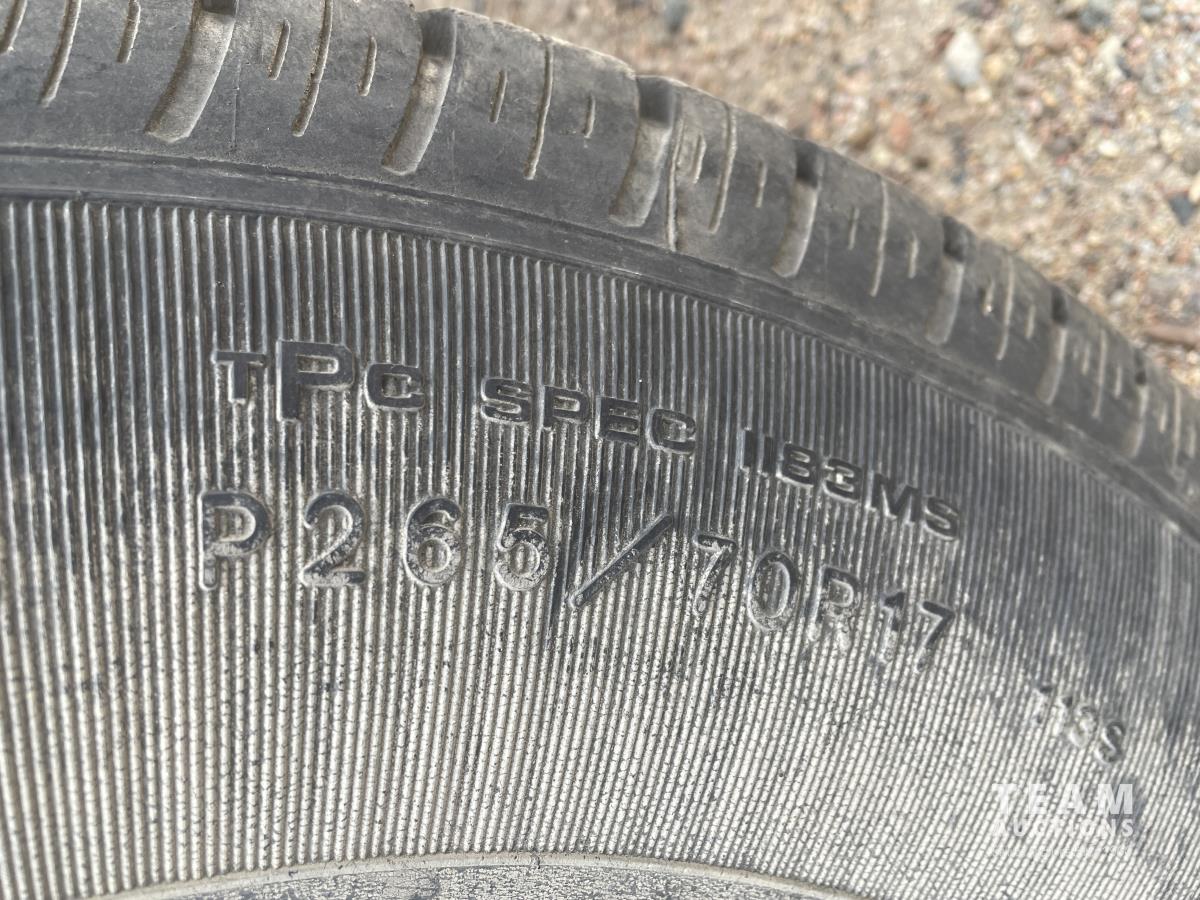 TPC SPEC 1183MS
P265/70R17 113S
TEAM
AUCTIONS